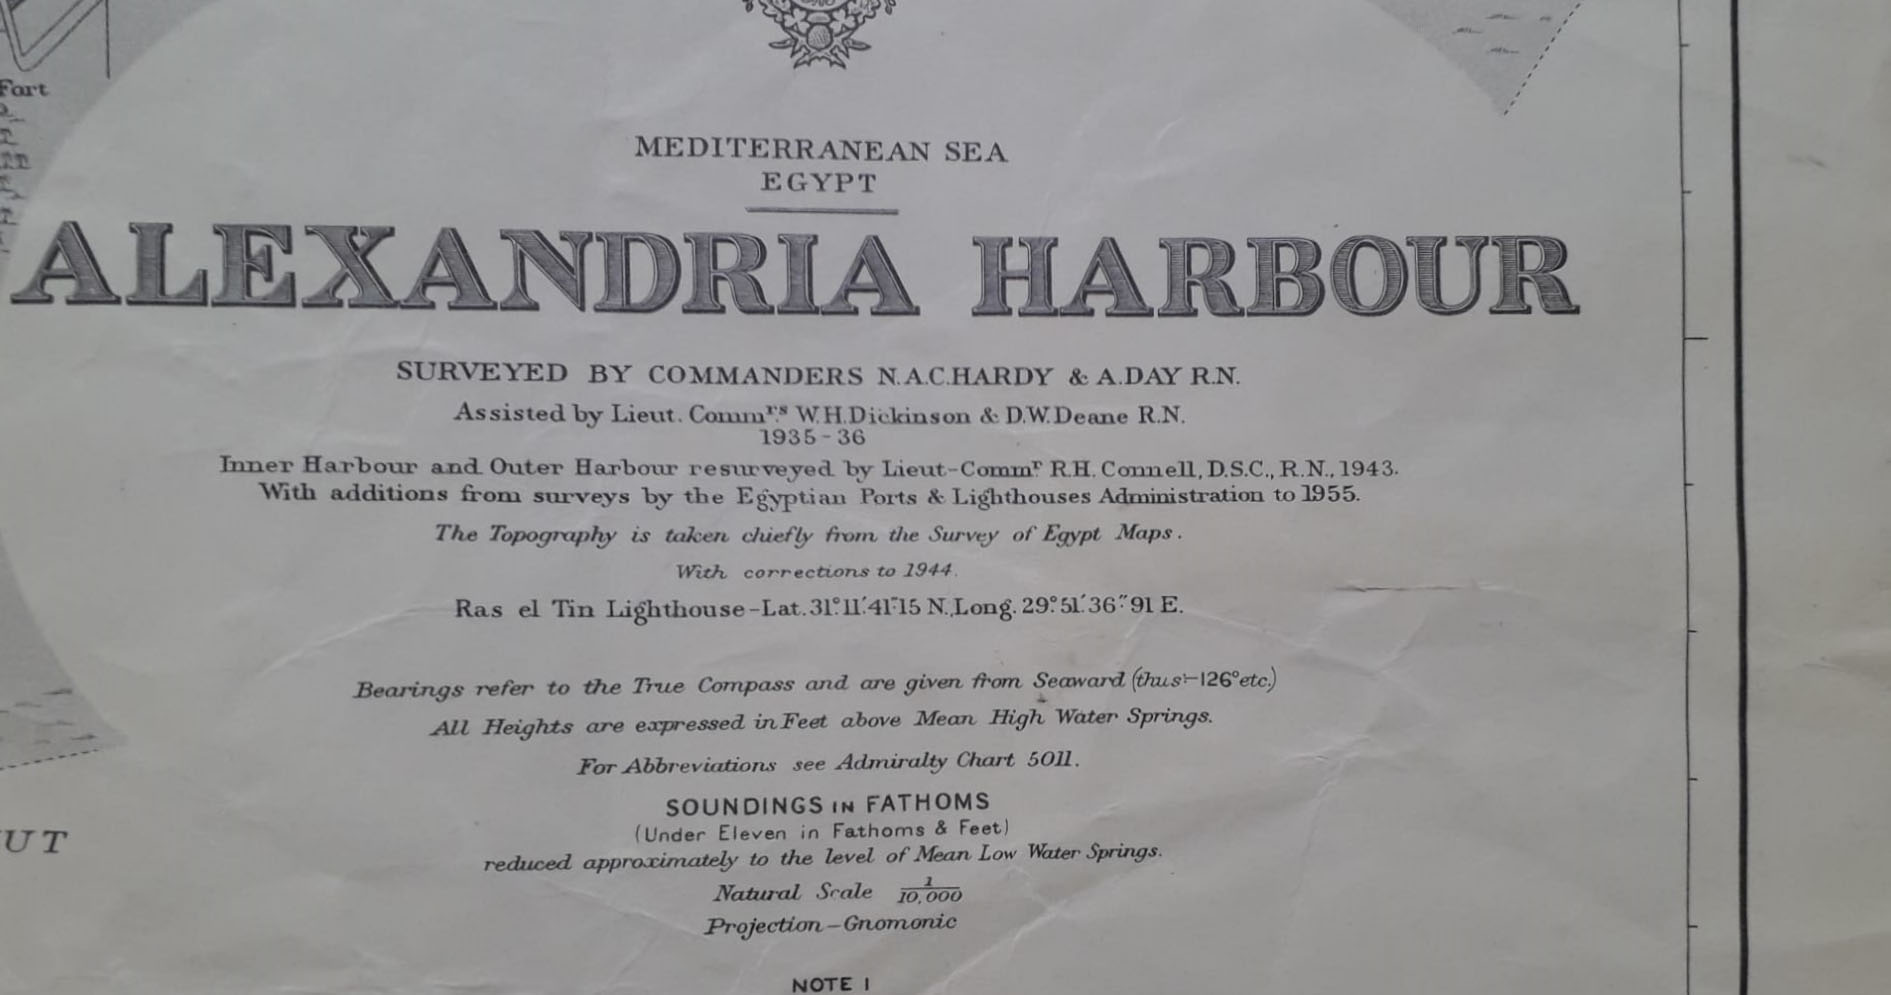 Fort
MEDITERRANEAN SEA
EGYPT
ALEXANDRIA HARBOUR
SURVEYED BY COMMANDERS N.A.C.HARDY & A.DAY R.N.
Assisted by Lieut. Commrs. W.H.Dickinson & D.W.Deane R.N.
1935-36
Inner Harbour and Outer Harbour resurveyed by Lieut-Commr. R.H. Connell, D.S.C., R.N., 1943.
With additions from surveys by the Egyptian Ports & Lighthouses Administration to 1955.
The Topography is taken chiefly from the Survey of Egypt Maps.
With corrections to 1944.
Ras el Tin Lighthouse-Lat. 31°11′41″15 N., Long. 29°51′36″91 E.
Bearings refer to the True Compass and are given from Seaward (thus:-126°etc.)
All Heights are expressed in Feet above Mean High Water Springs.
For Abbreviations see Admiralty Chart 5011.
SOUNDINGS IN FATHOMS
(Under Eleven in Fathoms & Feet)
UT
reduced approximately to the level of Mean Low Water Springs.
Natural Scale 1/10,000
Projection-Gnomonic
NOTE 1